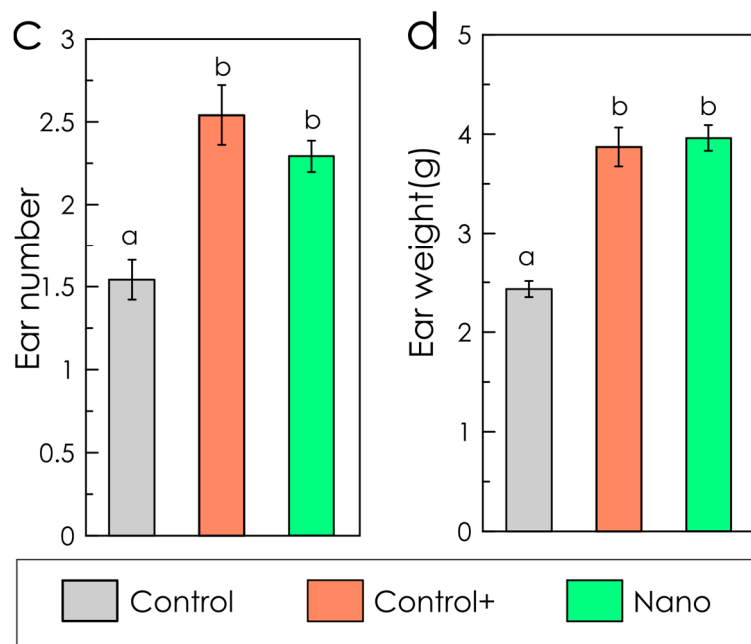 c
Ear number
3
2.5
2
1.5
1
0.5
0
a
b
b
d
Ear weight(g)
5
4
3
2
1
0
a
b
b
Control
Control+
Nano